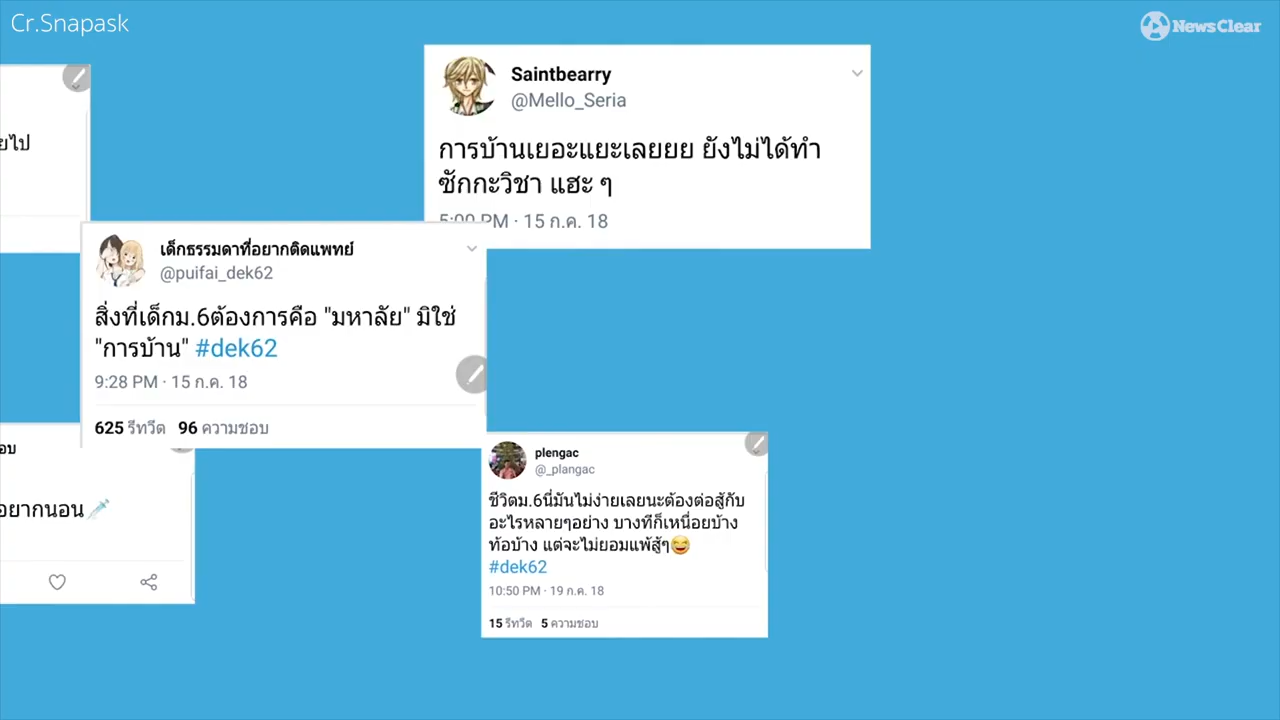 Cr.Snapask
NewsClear
Saintbearry
@Mello_Seria
การบ้านเยอะแยะเลยยย ยังไม่ได้ทำ
ซักกะวิชา แฮะ ๆ
5:00 PM · 15 ก.ค. 18
ยไป
เด็กธรรมดาที่อยากติดแพทย์
@puifai_dek62
สิ่งที่เด็กม.6ต้องการคือ "มหาลัย" มิใช่
"การบ้าน" #dek62
9:28 PM · 15 ก.ค. 18
625 รีทวีต 96 ความชอบ
อบ
อยากนอน
plengac
@_plangac
ชีวิตม.6นี่มันไม่ง่ายเลยนะต้องต่อสู้กับ
อะไรหลายๆอย่าง บางทีก็เหนื่อยบ้าง
ท้อบ้าง แต่จะไม่ยอมแพ้สู้ๆ😆
#dek62
10:50 PM · 19 ก.ค. 18
15 รีทวีต 5 ความชอบ